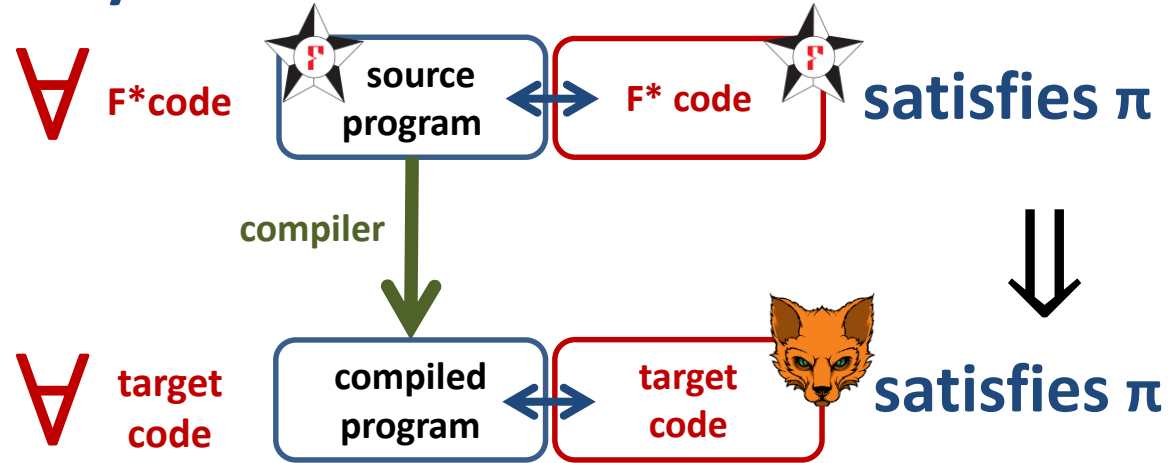 ∀ F*code
source
program
F* code
satisfies π
compiler
⇓
∀ target
code
compiled
program
target
code
satisfies π